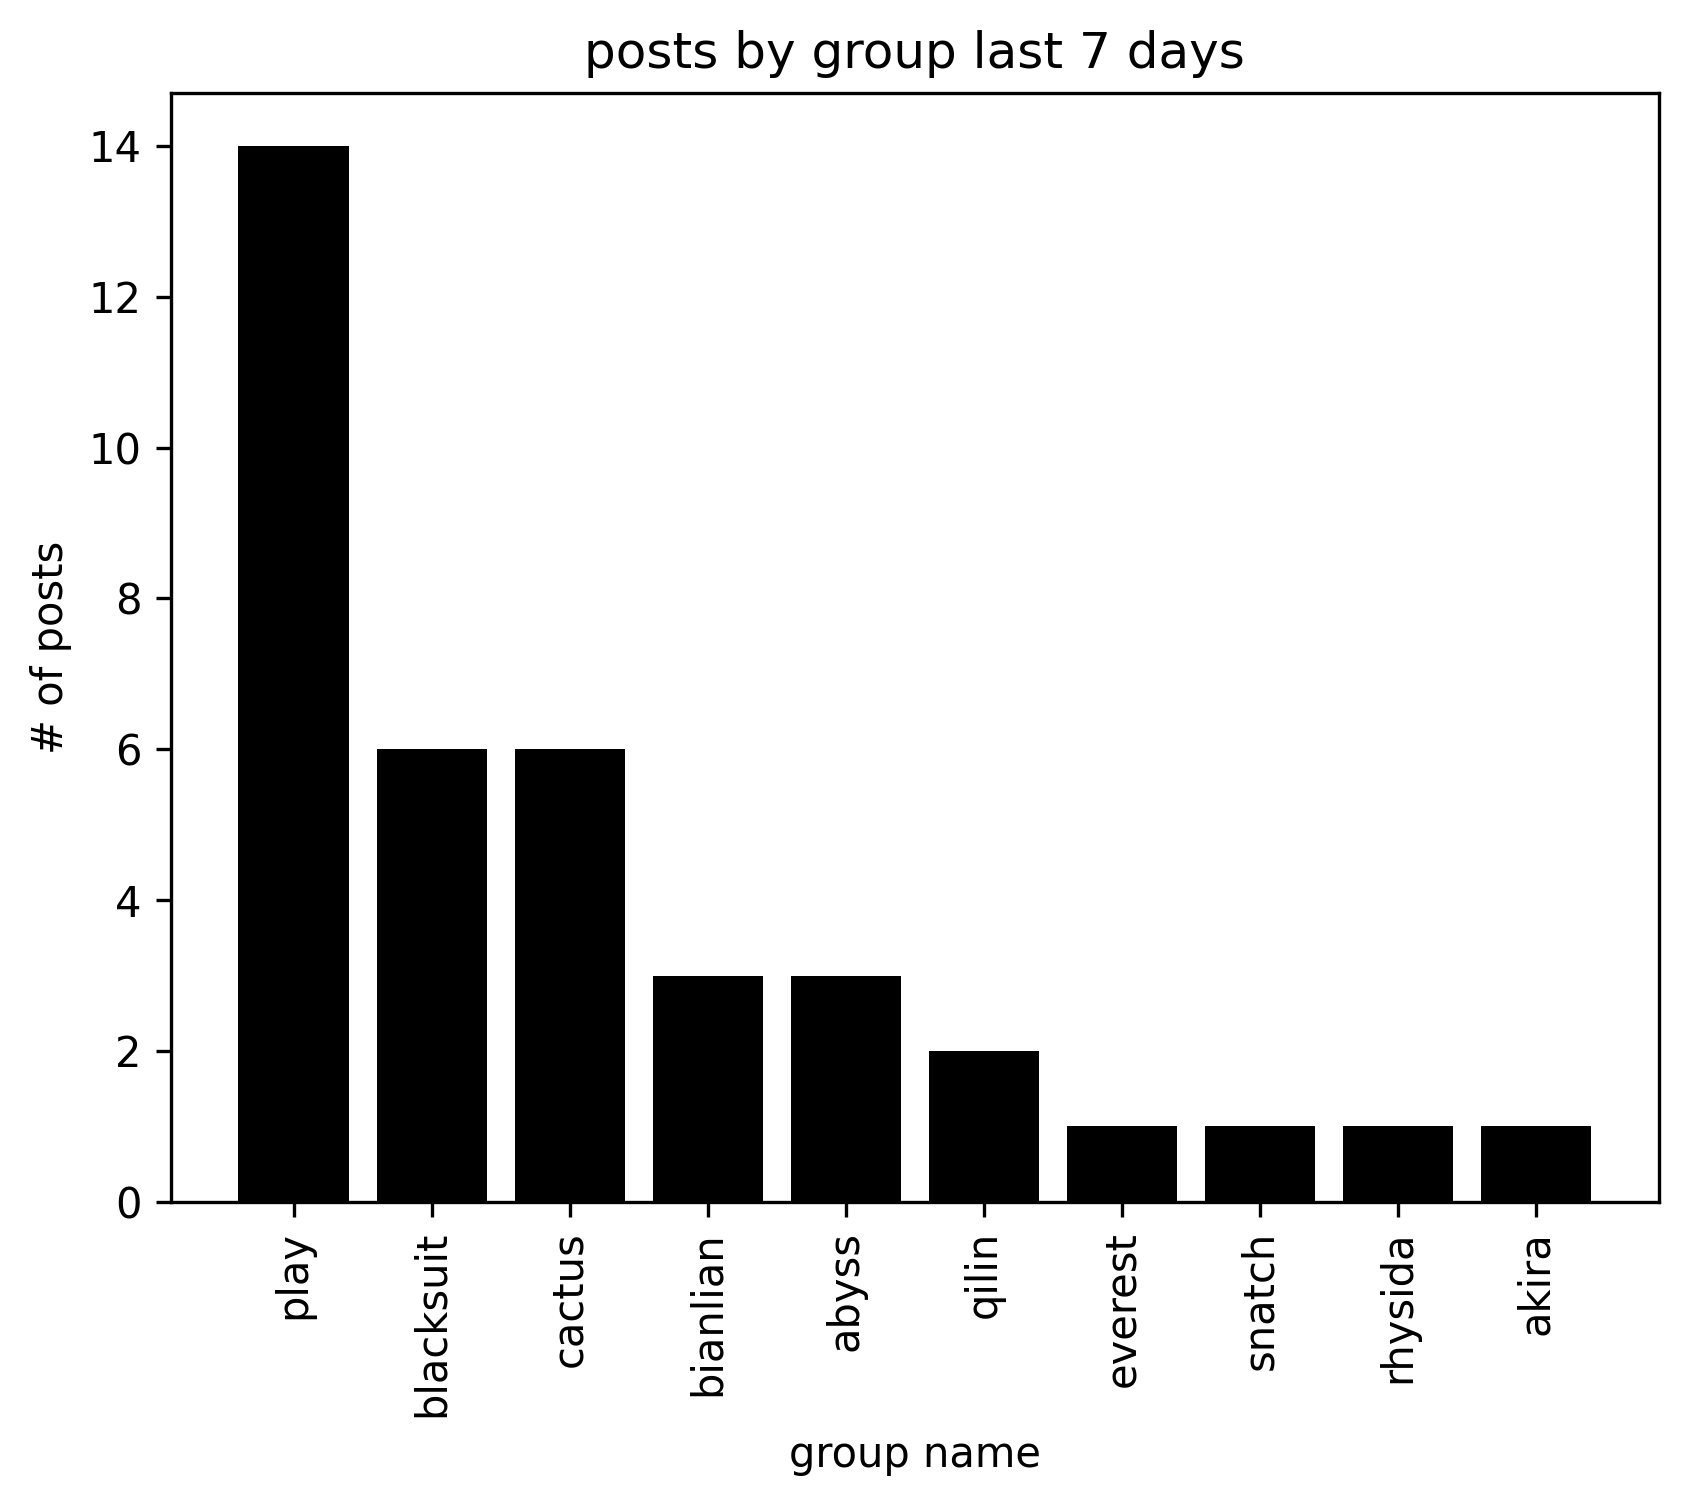 posts by group last 7 days
14
12
10
8
6
4
2
0
# of posts
play
blacksuit
cactus
bianlian
abyss
qilin
everest
snatch
rhysida
akira
group name